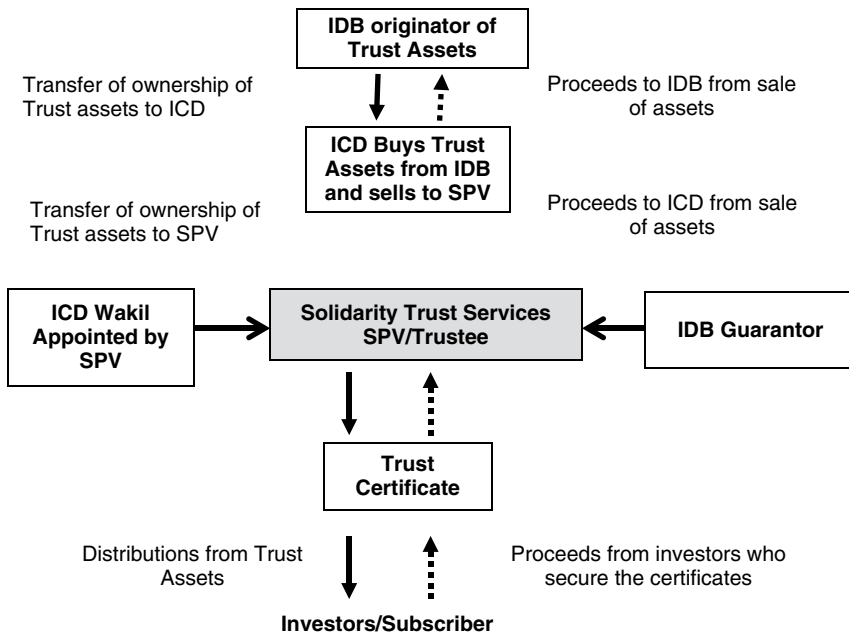 IDB originator of
Trust Assets
Transfer of ownership of
Trust assets to ICD
Proceeds to IDB from sale
of assets
ICD Buys Trust
Assets from IDB
and sells to SPV
Transfer of ownership of
Trust assets to SPV
Proceeds to ICD from sale
of assets
ICD Wakil
Appointed by
SPV
Solidarity Trust Services
SPV/Trustee
IDB Guarantor
Trust
Certificate
Distributions from Trust
Assets
Proceeds from investors who
secure the certificates
Investors/Subscriber